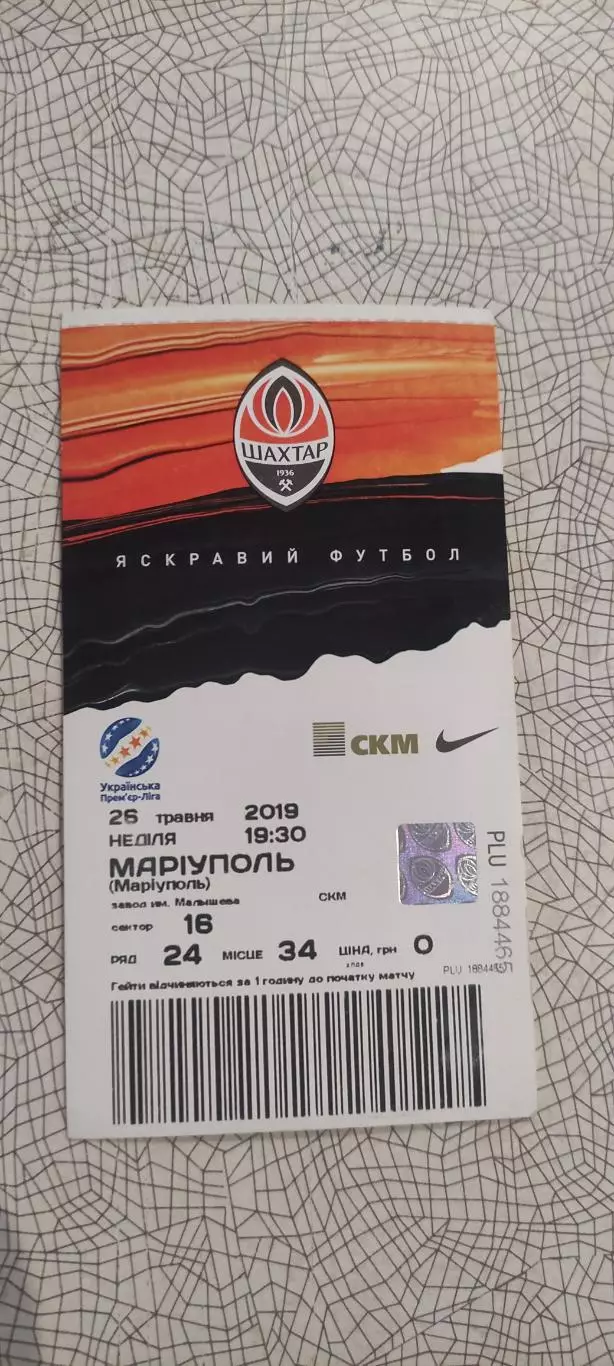 ШАХТАР
1936
ЯСКРАВИЙ ФУТБОЛ
СКМ
Українська
Прем'єр-Ліга
26 травня 2019
НЕДІЛЯ 19:30
МАРІУПОЛЬ
(Маріуполь)
завод им. Малышева СКМ
сектор 16
РЯД 24 МІСЦЕ 34 ЦІНА, грн 0
PLU 1884465
Гейти відчиняються за 1 годину до початку матчу